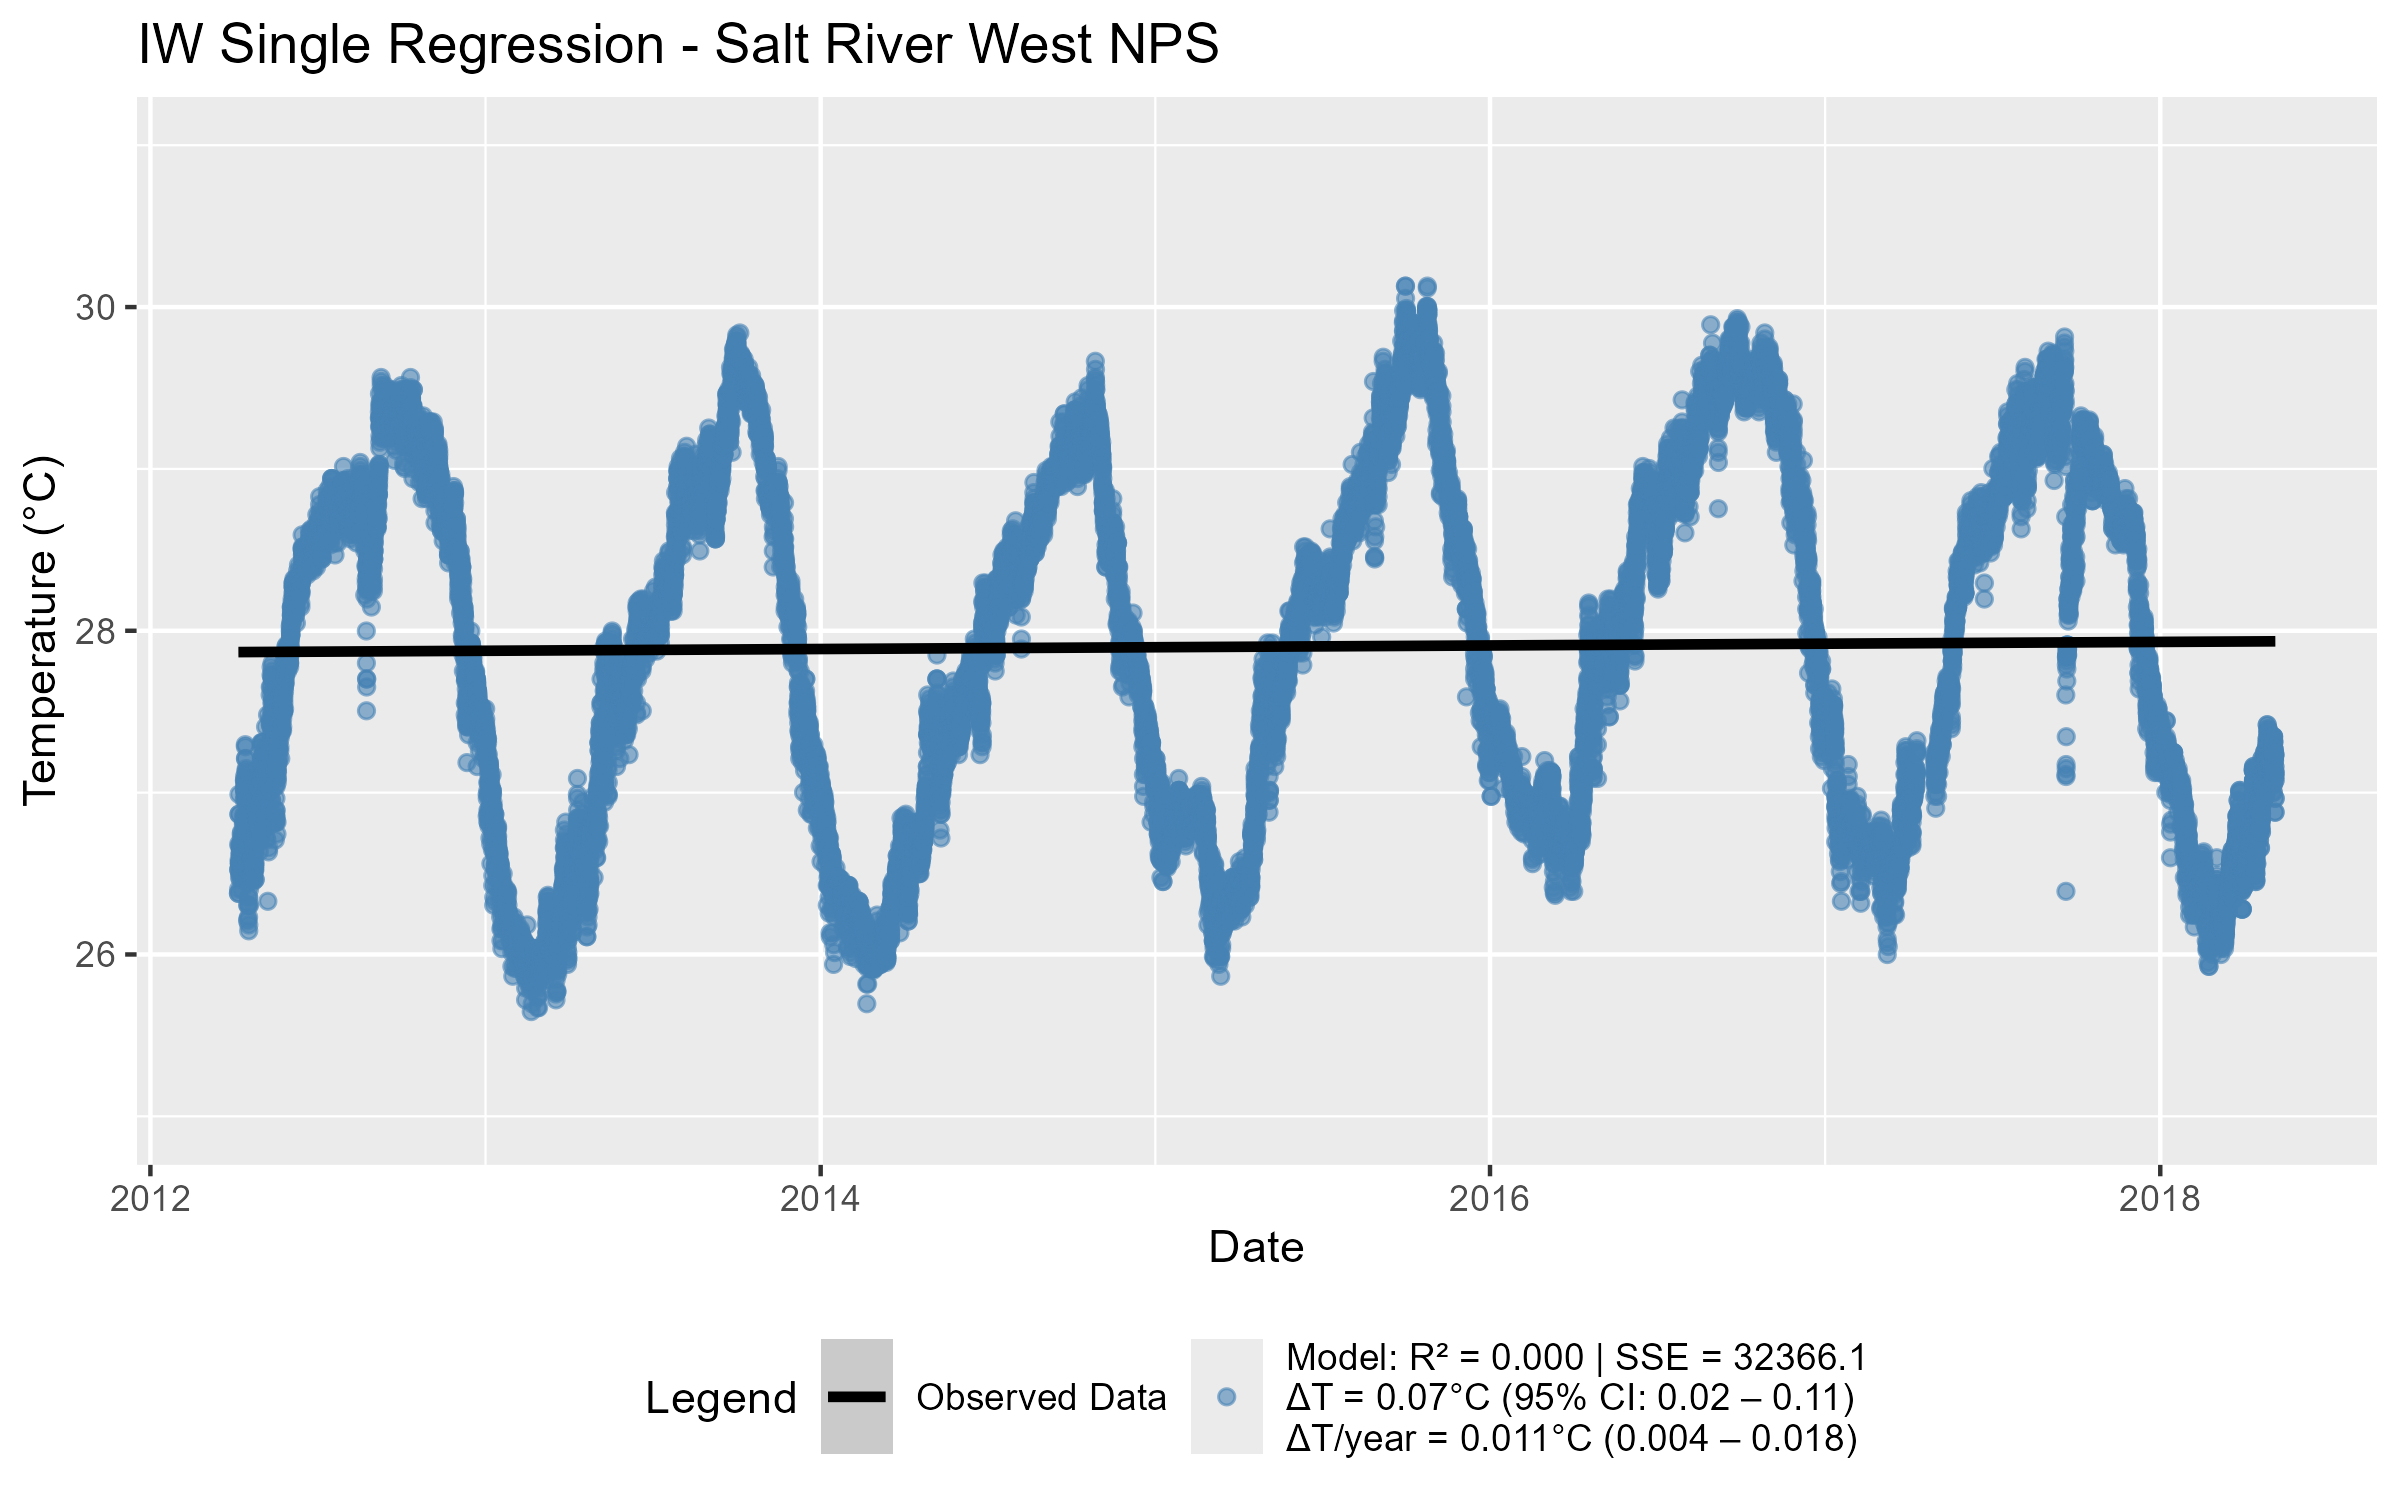 IW Single Regression - Salt River West NPS
Temperature (°C)
30
28
26
2012
2014
2016
2018
Date
Legend
Observed Data
Model: R² = 0.000 | SSE = 32366.1
ΔT = 0.07°C (95% CI: 0.02 – 0.11)
ΔT/year = 0.011°C (0.004 – 0.018)